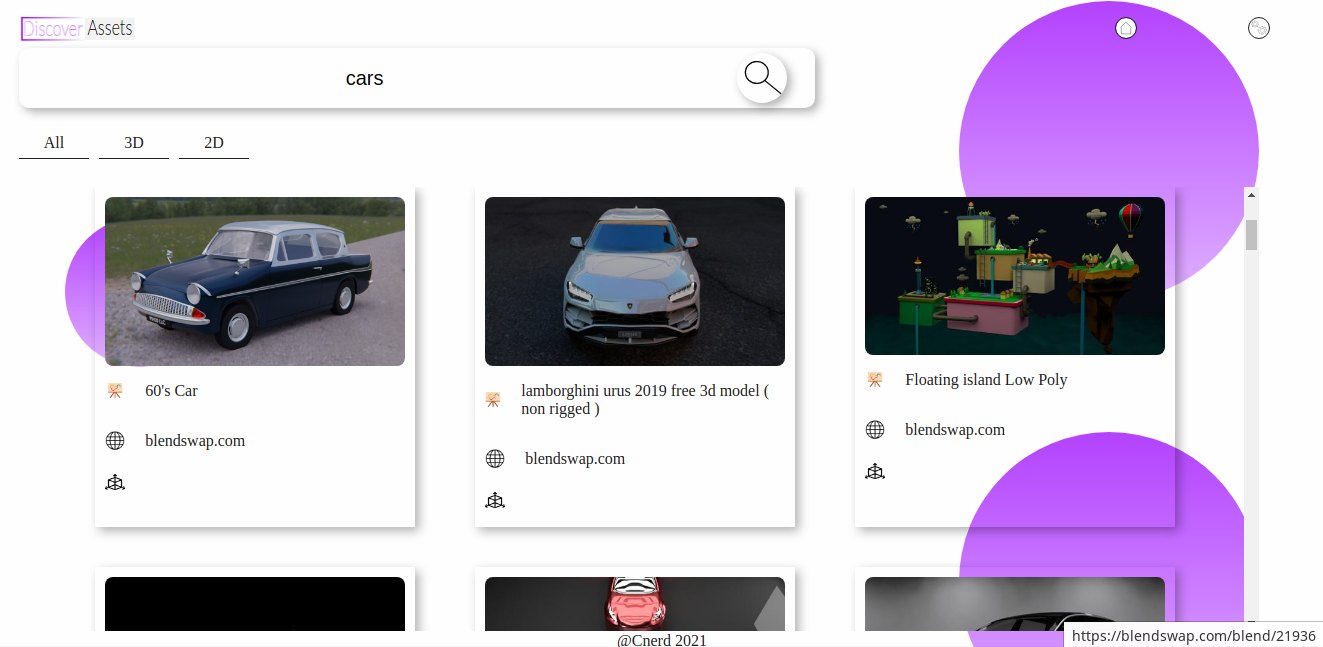 Discover Assets
cars
All 3D 2D
60's Car
blendswap.com
lamborghini urus 2019 free 3d model (
non rigged )
blendswap.com
Floating island Low Poly
blendswap.com
@Cnerd 2021
https://blendswap.com/blend/21936